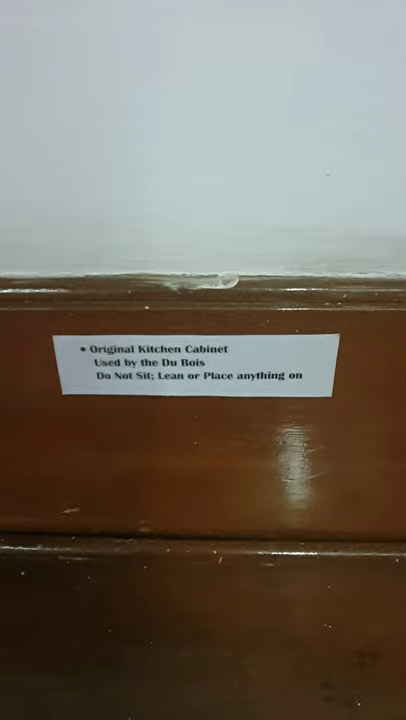 • Original Kitchen Cabinet
Used by the Du Bois
Do Not Sit; Lean or Place anything on